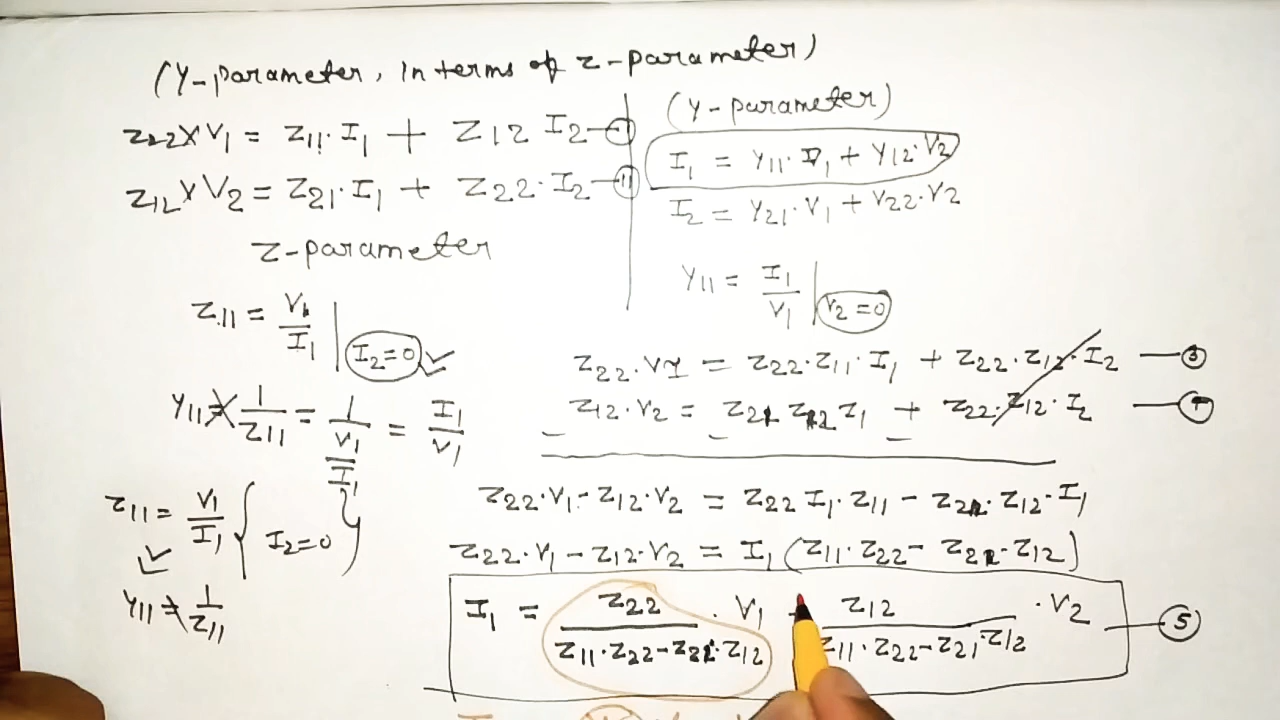 (Y-parameter, in terms of z-parameter)
Z22×V1 = Z11·I1 + Z12 I2 —(1)
Z12×V2 = Z21·I1 + Z22·I2 —(11)
Z-parameter
Z11 = V1/I1 | I2=0 ✓
Y11 = 1/Z11 = 1/(V1/I1) = I1/V1
Z11 = V1/I1 { I2=0 }
Y11 ≠ 1/Z11
(Y-parameter)
I1 = Y11·V1 + Y12·V2
I2 = Y21·V1 + Y22·V2
Y11 = I1/V1 | V2=0
Z22·V1 = Z22·Z11·I1 + Z22·Z12·I2 —(3)
Z12·V2 = Z21 Z12 I1 + Z22·Z12·I2 —(4)
Z22·V1 - Z12·V2 = Z22 I1·Z11 - Z21·Z12·I1
Z22·V1 - Z12·V2 = I1 (Z11·Z22 - Z21·Z12)
I1 = Z22/(Z11·Z22-Z21·Z12) · V1 - Z12/(Z11·Z22-Z21·Z12) · V2 —(5)